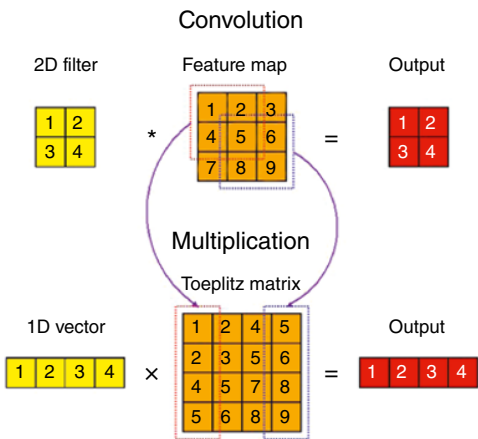 Convolution
2D filter Feature map Output
1 2 * 1 2 3 = 1 2
3 4 4 5 6 3 4
7 8 9
Multiplication
Toeplitz matrix
1D vector Output
1 2 4 5
2 3 5 6
1 2 3 4 × 4 5 7 8 = 1 2 3 4
5 6 8 9